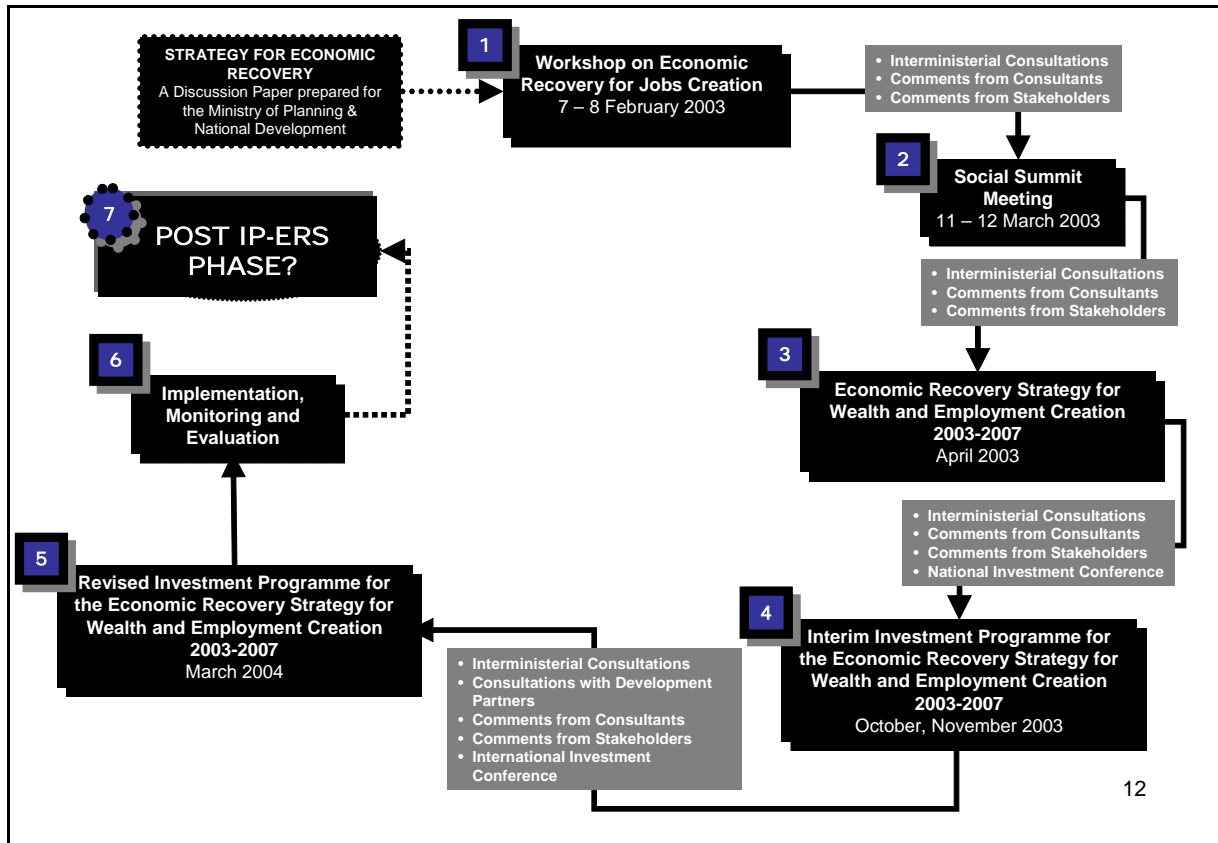 STRATEGY FOR ECONOMIC
RECOVERY
A Discussion Paper prepared for
the Ministry of Planning &
National Development
1
Workshop on Economic
Recovery for Jobs Creation
7 – 8 February 2003
• Interministerial Consultations
• Comments from Consultants
• Comments from Stakeholders
2
Social Summit
Meeting
11 – 12 March 2003
• Interministerial Consultations
• Comments from Consultants
• Comments from Stakeholders
3
Economic Recovery Strategy for
Wealth and Employment Creation
2003-2007
April 2003
• Interministerial Consultations
• Comments from Consultants
• Comments from Stakeholders
• National Investment Conference
4
Interim Investment Programme for
the Economic Recovery Strategy for
Wealth and Employment Creation
2003-2007
October, November 2003
• Interministerial Consultations
• Consultations with Development
Partners
• Comments from Consultants
• Comments from Stakeholders
• International Investment
Conference
5
Revised Investment Programme for
the Economic Recovery Strategy for
Wealth and Employment Creation
2003-2007
March 2004
6
Implementation,
Monitoring and
Evaluation
7
POST IP-ERS
PHASE?
12